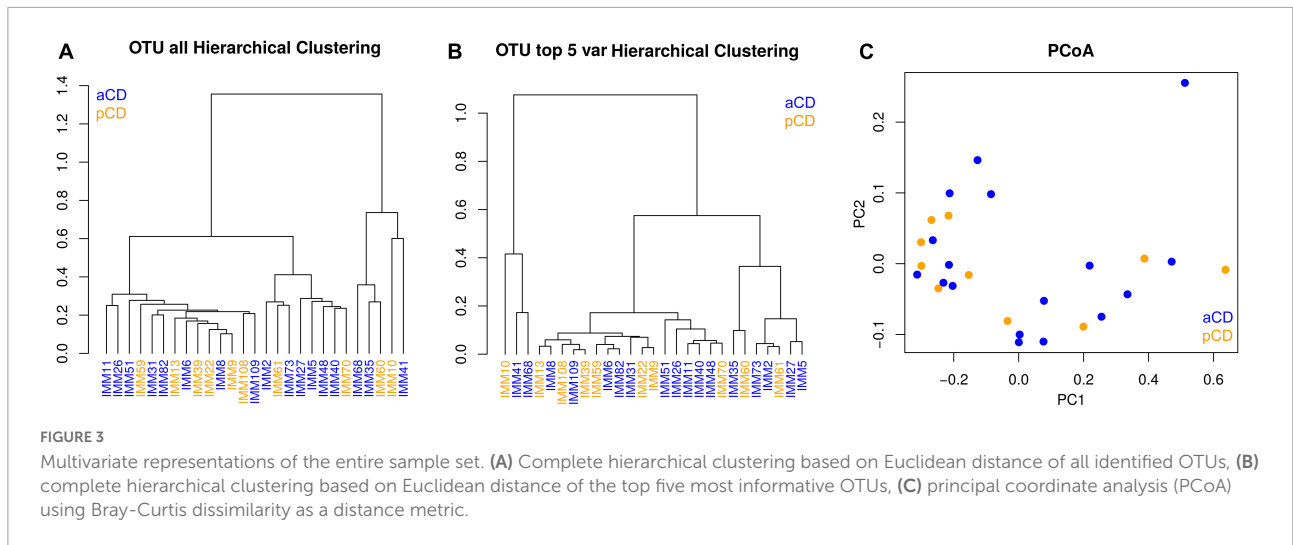 A OTU all Hierarchical Clustering
aCD
pCD
1.4
1.2
1.0
0.8
0.6
0.4
0.2
0.0
IMM11 IMM26 IMM51 IMM59 IMM31 IMM82 IMM13 IMM6 IMM39 IMM22 IMM8 IMM9 IMM108 IMM109 IMM2 IMM61 IMM73 IMM27 IMM5 IMM48 IMM40 IMM70 IMM68 IMM35 IMM60 IMM10 IMM41
B OTU top 5 var Hierarchical Clustering
aCD
pCD
1.0
0.8
0.6
0.4
0.2
0.0
IMM10 IMM41 IMM68 IMM13 IMM8 IMM108 IMM109 IMM39 IMM59 IMM6 IMM82 IMM31 IMM22 IMM9 IMM51 IMM26 IMM11 IMM40 IMM48 IMM70 IMM35 IMM60 IMM73 IMM2 IMM61 IMM27 IMM5
C PCoA
PC2
0.2
0.1
0.0
−0.1
aCD
pCD
−0.2 0.0 0.2 0.4 0.6
PC1
FIGURE 3
Multivariate representations of the entire sample set. (A) Complete hierarchical clustering based on Euclidean distance of all identified OTUs, (B)
complete hierarchical clustering based on Euclidean distance of the top five most informative OTUs, (C) principal coordinate analysis (PCoA)
using Bray-Curtis dissimilarity as a distance metric.